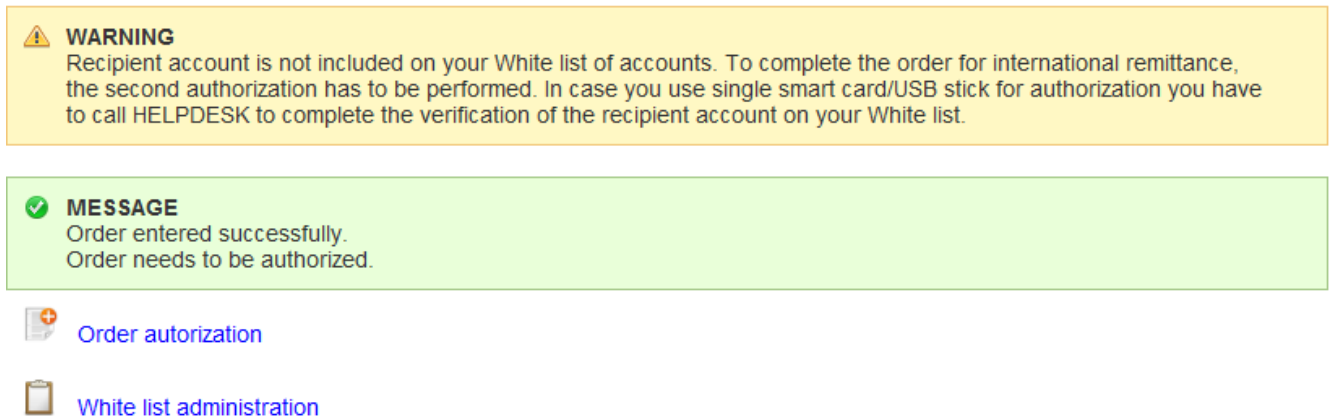 WARNING
Recipient account is not included on your White list of accounts. To complete the order for international remittance,
the second authorization has to be performed. In case you use single smart card/USB stick for authorization you have
to call HELPDESK to complete the verification of the recipient account on your White list.
MESSAGE
Order entered successfully.
Order needs to be authorized.
Order autorization
White list administration